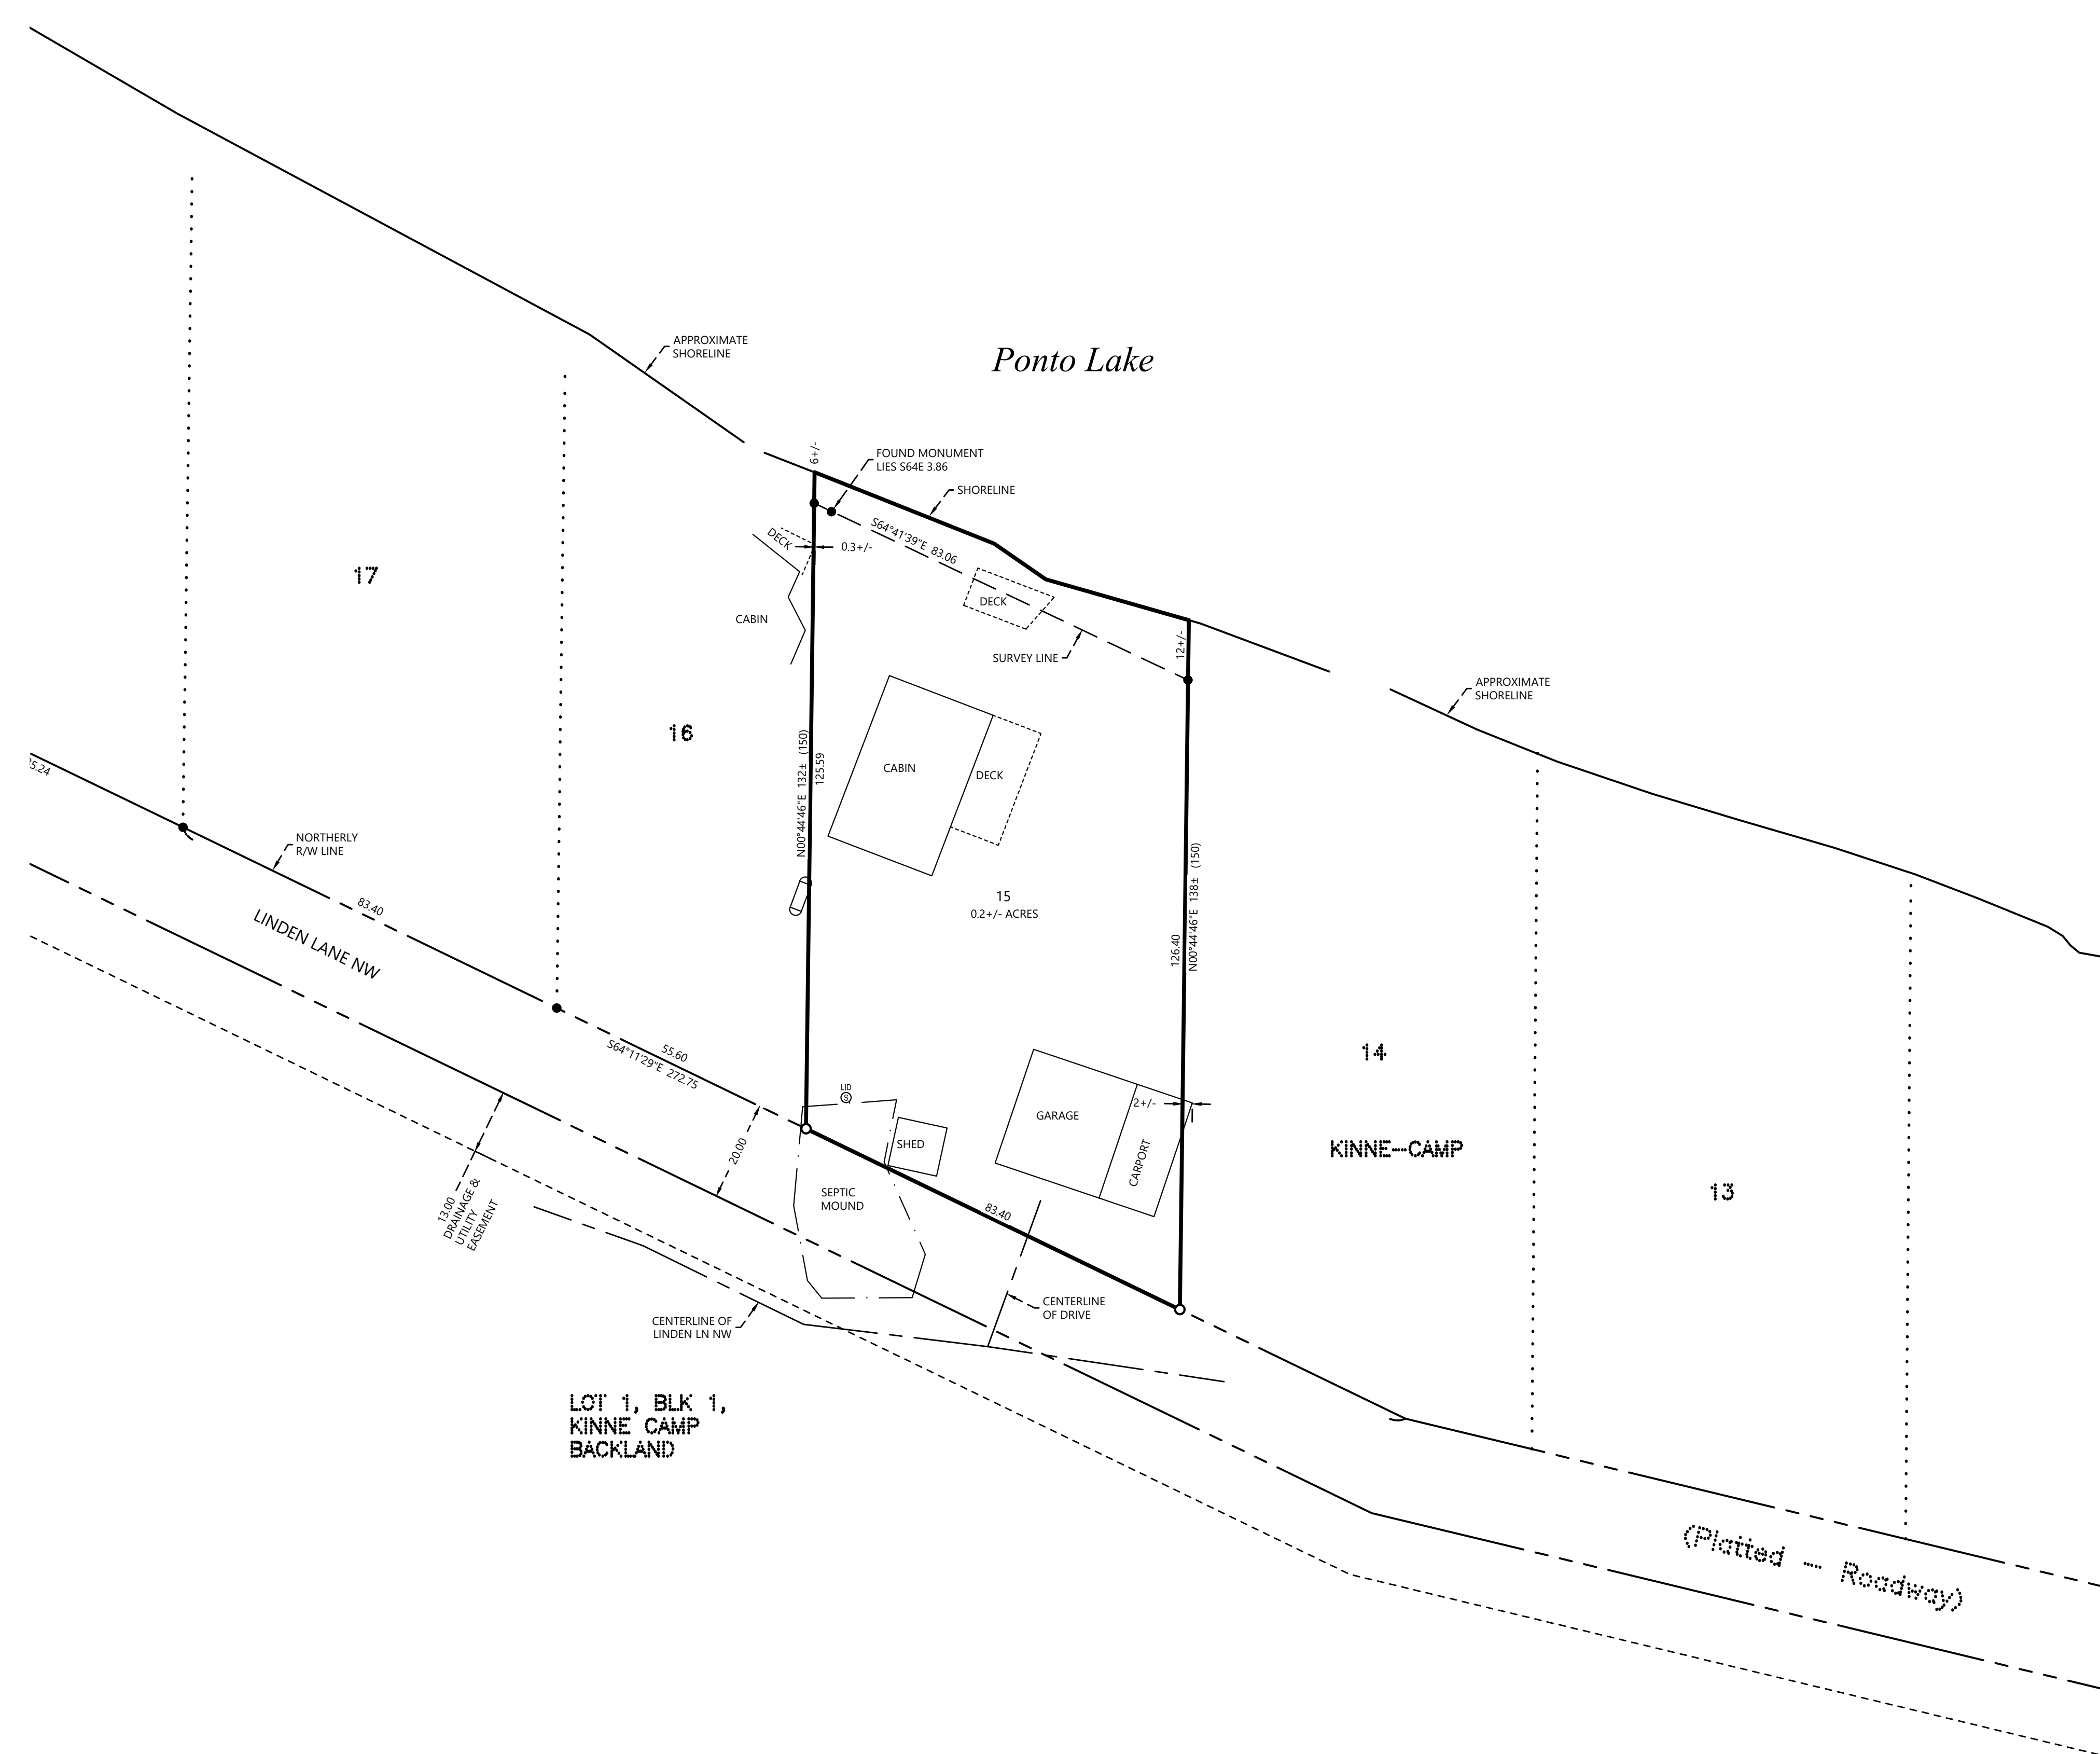 APPROXIMATE
SHORELINE
Ponto Lake
6+/-
FOUND MONUMENT
LIES S64E 3.86
SHORELINE
S64°41'39"E 83.06
DECK
0.3+/-
17
DECK
CABIN
SURVEY LINE
12+/-
APPROXIMATE
SHORELINE
16
N00°44'46"E 132± (150)
125.59
CABIN
DECK
5.24
NORTHERLY
R/W LINE
83.40
LINDEN LANE NW
15
0.2+/- ACRES
126.40
N00°44'46"E 138± (150)
55.60
S64°11'29"E 272.75
14
LID
S
2+/-
GARAGE
CARPORT
SHED
KINNE-CAMP
20.00
13
SEPTIC
MOUND
83.40
13.00
DRAINAGE &
UTILITY
EASEMENT
CENTERLINE
OF DRIVE
CENTERLINE OF
LINDEN LN NW
LOT 1, BLK 1,
KINNE CAMP
BACKLAND
(Platted - Roadway)